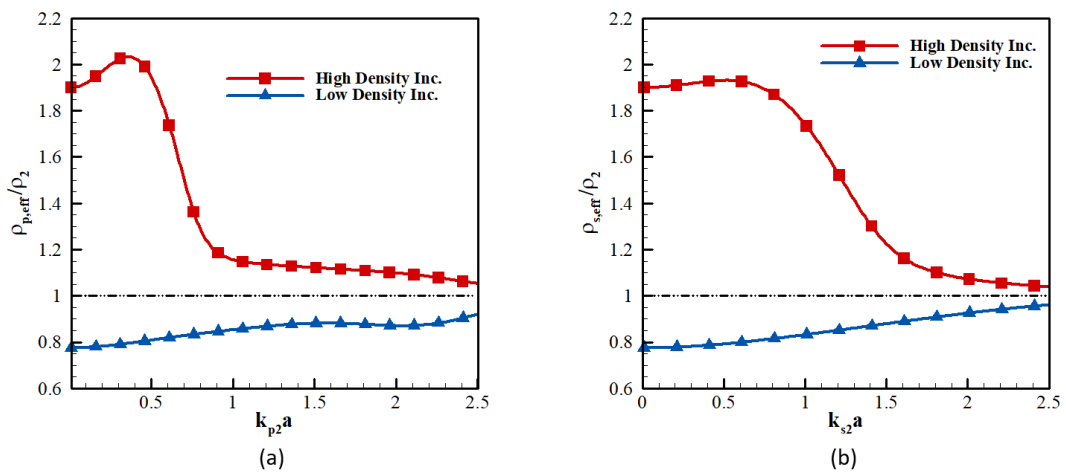 2.2
2
1.8
1.6
1.4
1.2
1
0.8
0.6
ρp,eff/ρ2
High Density Inc.
Low Density Inc.
0.5 1 1.5 2 2.5
kp2a
(a)
2.2
2
1.8
1.6
1.4
1.2
1
0.8
0.6
ρs,eff/ρ2
High Density Inc.
Low Density Inc.
0 0.5 1 1.5 2 2.5
ks2a
(b)